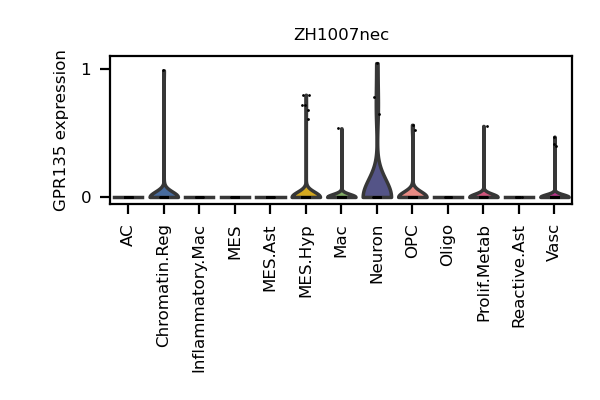 ZH1007nec
GPR135 expression
1
0
AC
Chromatin.Reg
Inflammatory.Mac
MES
MES.Ast
MES.Hyp
Mac
Neuron
OPC
Oligo
Prolif.Metab
Reactive.Ast
Vasc